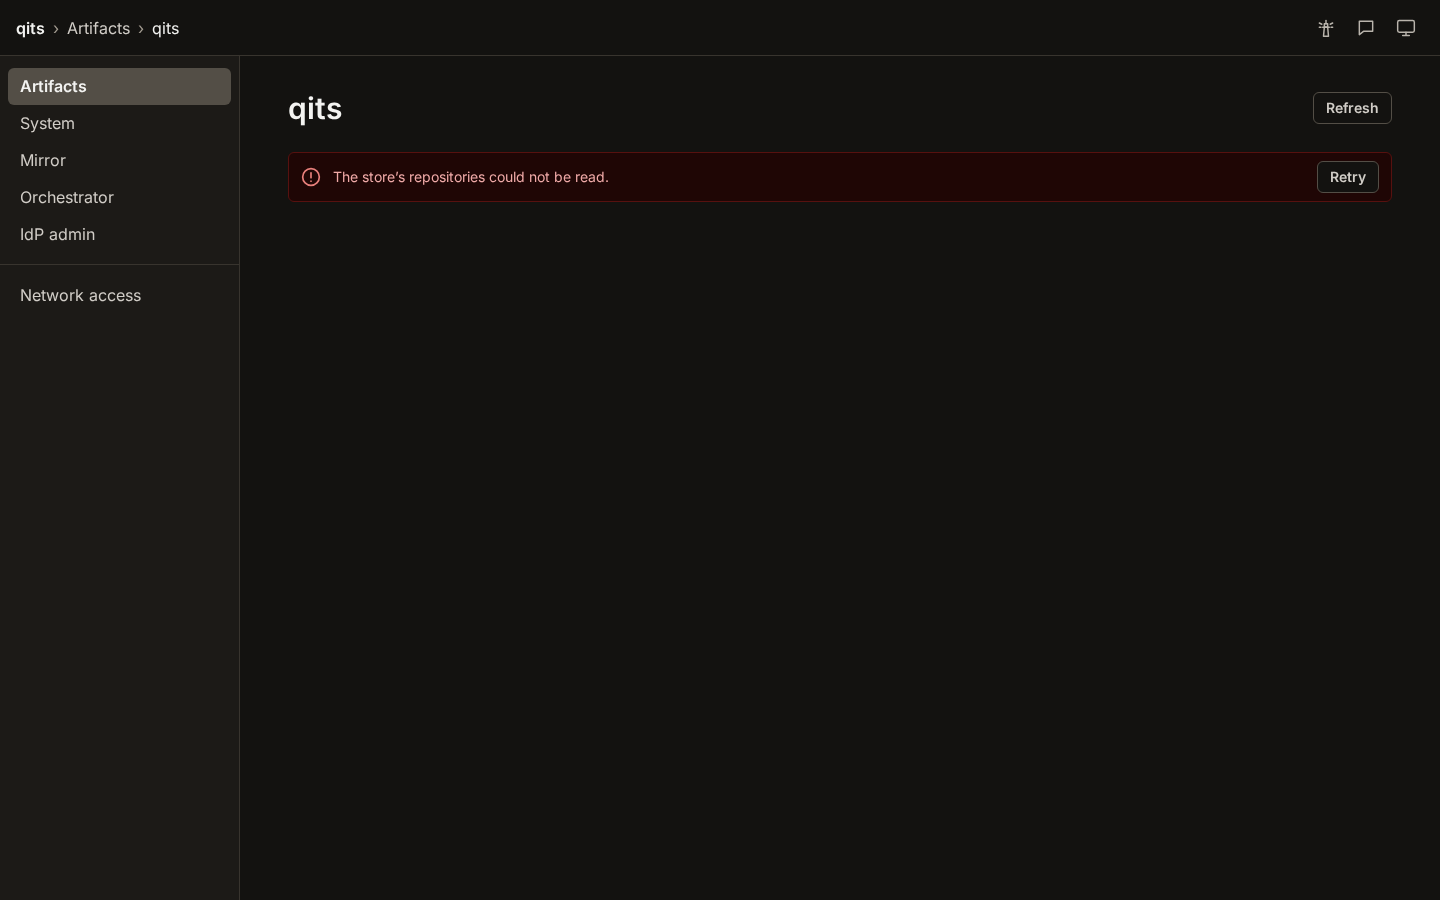 qits › Artifacts › qits
Artifacts
System
Mirror
Orchestrator
IdP admin
Network access
qits
Refresh
The store’s repositories could not be read.
Retry